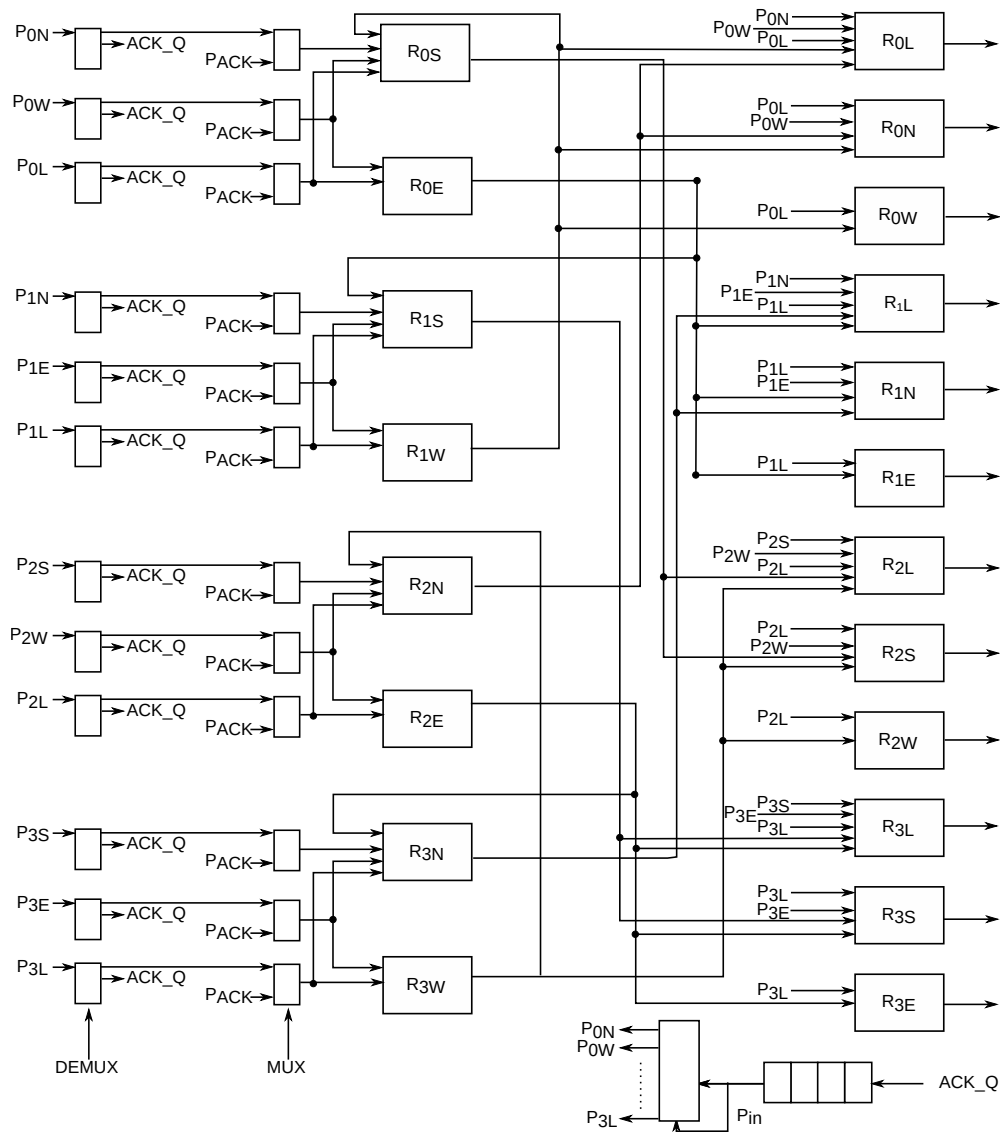 P0N
ACK_Q
PACK
R0S
P0N
P0W
P0L
R0L
P0W
ACK_Q
PACK
P0L
P0W
R0N
P0L
ACK_Q
PACK
R0E
P0L
R0W
P1N
ACK_Q
PACK
R1S
P1N
P1E
P1L
R1L
P1E
ACK_Q
PACK
P1L
P1E
R1N
P1L
ACK_Q
PACK
R1W
P1L
R1E
P2S
ACK_Q
PACK
R2N
P2S
P2W
P2L
R2L
P2W
ACK_Q
PACK
P2L
P2W
R2S
P2L
ACK_Q
PACK
R2E
P2L
R2W
P3S
ACK_Q
PACK
R3N
P3S
P3E
P3L
R3L
P3E
ACK_Q
PACK
P3L
P3E
R3S
P3L
ACK_Q
PACK
R3W
P3L
R3E
DEMUX
MUX
P0N
P0W
P3L
Pin
ACK_Q